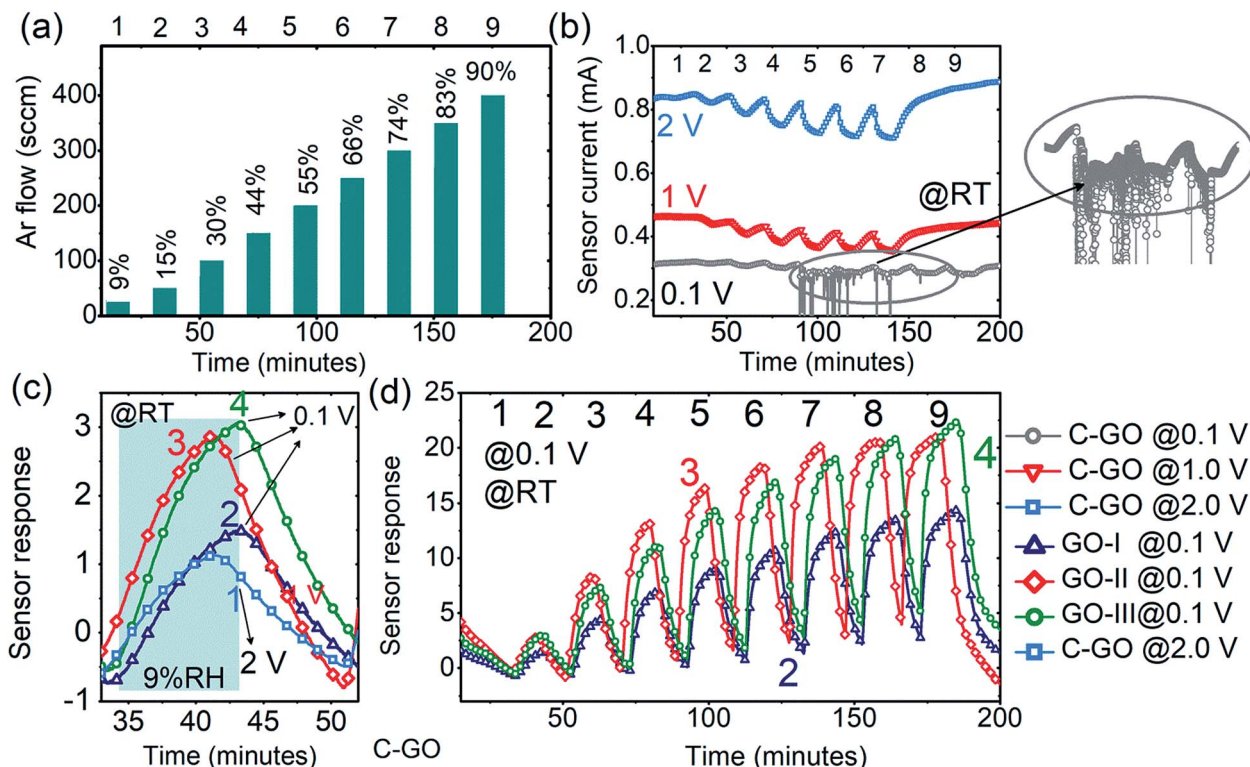 (a)
1 2 3 4 5 6 7 8 9
Ar flow (sccm)
400
300
200
100
0
9% 15% 30% 44% 55% 66% 74% 83% 90%
50 100 150 200
Time (minutes)
(b)
Sensor current (mA)
1.0
0.8
0.6
0.4
0.2
1 2 3 4 5 6 7 8 9
2 V
1 V
@RT
0.1 V
50 100 150 200
Time (minutes)
(c)
Sensor response
3
2
1
0
-1
@RT
4
0.1 V
3
2
1
V
2 V
9%RH
35 40 45 50
Time (minutes)
C-GO
(d)
Sensor response
25
20
15
10
5
0
1 2 3 4 5 6 7 8 9
@0.1 V
@RT
3
4
2
50 100 150 200
Time (minutes)
C-GO @0.1 V
C-GO @1.0 V
C-GO @2.0 V
GO-I @0.1 V
GO-II @0.1 V
GO-III@0.1 V
C-GO @2.0 V